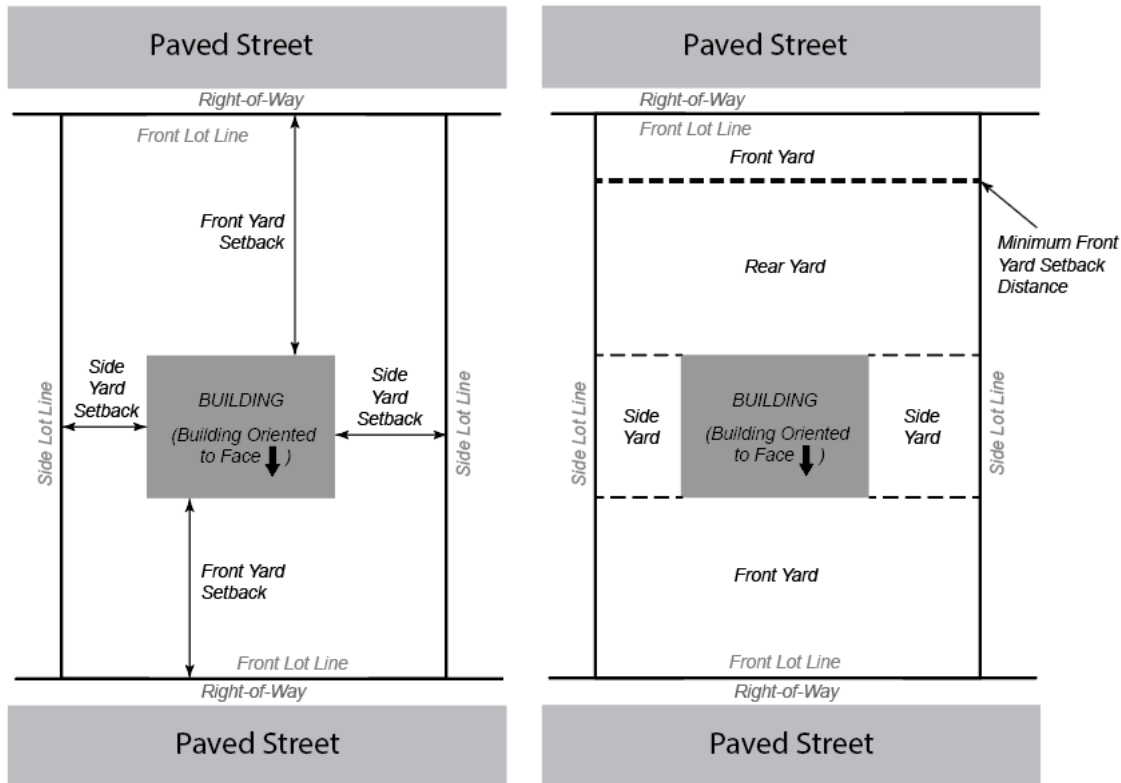 Paved Street
Right-of-Way
Front Lot Line
Front Yard
Setback
Side
Yard
Setback
Side
Yard
Setback
BUILDING
(Building Oriented
to Face )
Side Lot Line
Side Lot Line
Front Yard
Setback
Front Lot Line
Right-of-Way
Paved Street
Paved Street
Right-of-Way
Front Lot Line
Front Yard
Minimum Front
Yard Setback
Distance
Rear Yard
Side Lot Line
Side
Yard
BUILDING
(Building Oriented
to Face )
Side
Yard
Side Lot Line
Front Yard
Front Lot Line
Right-of-Way
Paved Street